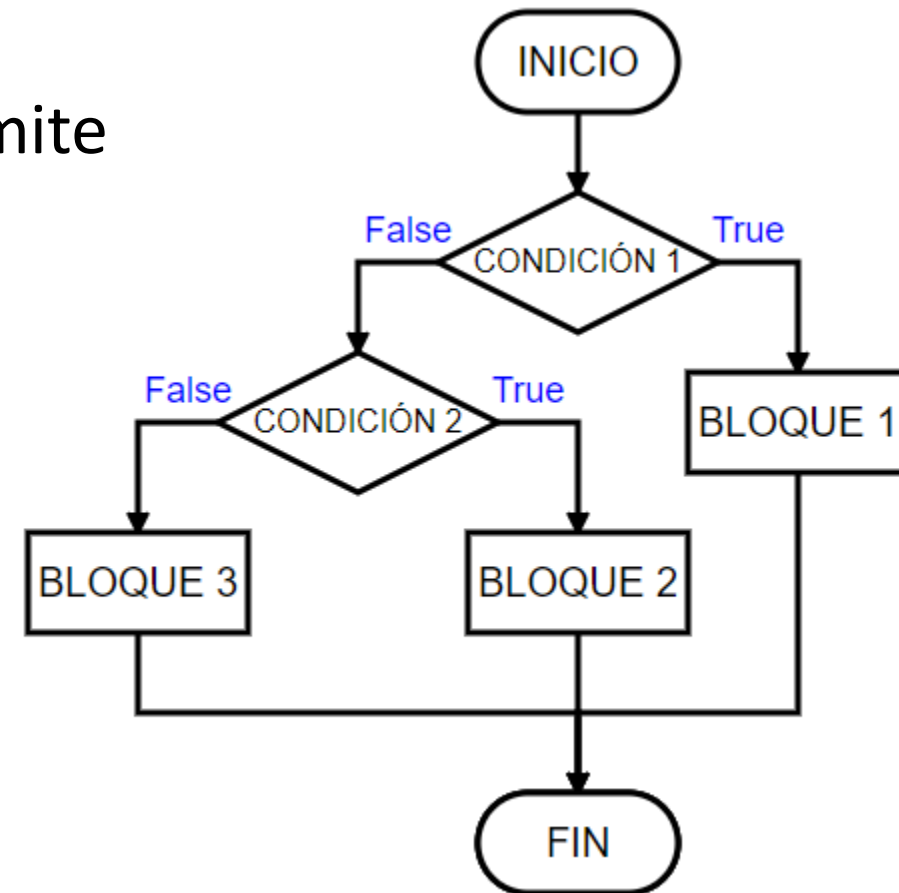 INICIO
mite
False
True
CONDICIÓN 1
False
True
CONDICIÓN 2
BLOQUE 1
BLOQUE 3
BLOQUE 2
FIN